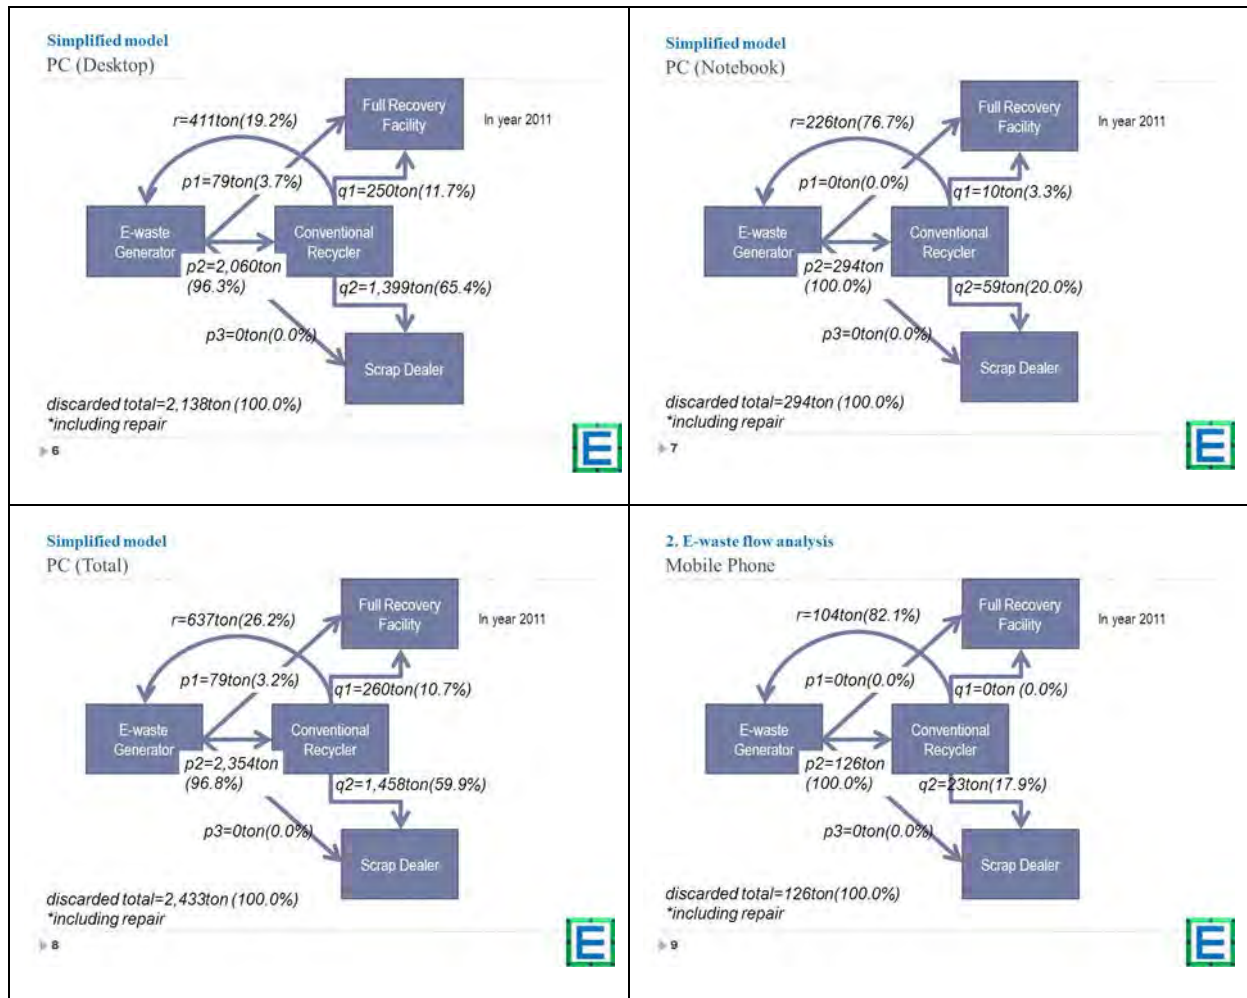 Simplified model
PC (Desktop)
Full Recovery
Facility
In year 2011
r=411ton(19.2%)
p1=79ton(3.7%)
q1=250ton(11.7%)
E-waste
Generator
Conventional
Recycler
p2=2,060ton
(96.3%)
q2=1,399ton(65.4%)
p3=0ton(0.0%)
Scrap Dealer
discarded total=2,138ton (100.0%)
*including repair
6
E
Simplified model
PC (Notebook)
Full Recovery
Facility
In year 2011
r=226ton(76.7%)
p1=0ton(0.0%)
q1=10ton(3.3%)
E-waste
Generator
Conventional
Recycler
p2=294ton
(100.0%)
q2=59ton(20.0%)
p3=0ton(0.0%)
Scrap Dealer
discarded total=294ton (100.0%)
*including repair
7
E
Simplified model
PC (Total)
Full Recovery
Facility
In year 2011
r=637ton(26.2%)
p1=79ton(3.2%)
q1=260ton(10.7%)
E-waste
Generator
Conventional
Recycler
p2=2,354ton
(96.8%)
q2=1,458ton(59.9%)
p3=0ton(0.0%)
Scrap Dealer
discarded total=2,433ton (100.0%)
*including repair
8
E
2. E-waste flow analysis
Mobile Phone
Full Recovery
Facility
In year 2011
r=104ton(82.1%)
p1=0ton(0.0%)
q1=0ton (0.0%)
E-waste
Generator
Conventional
Recycler
p2=126ton
(100.0%)
q2=23ton(17.9%)
p3=0ton(0.0%)
Scrap Dealer
discarded total=126ton(100.0%)
*including repair
9
E